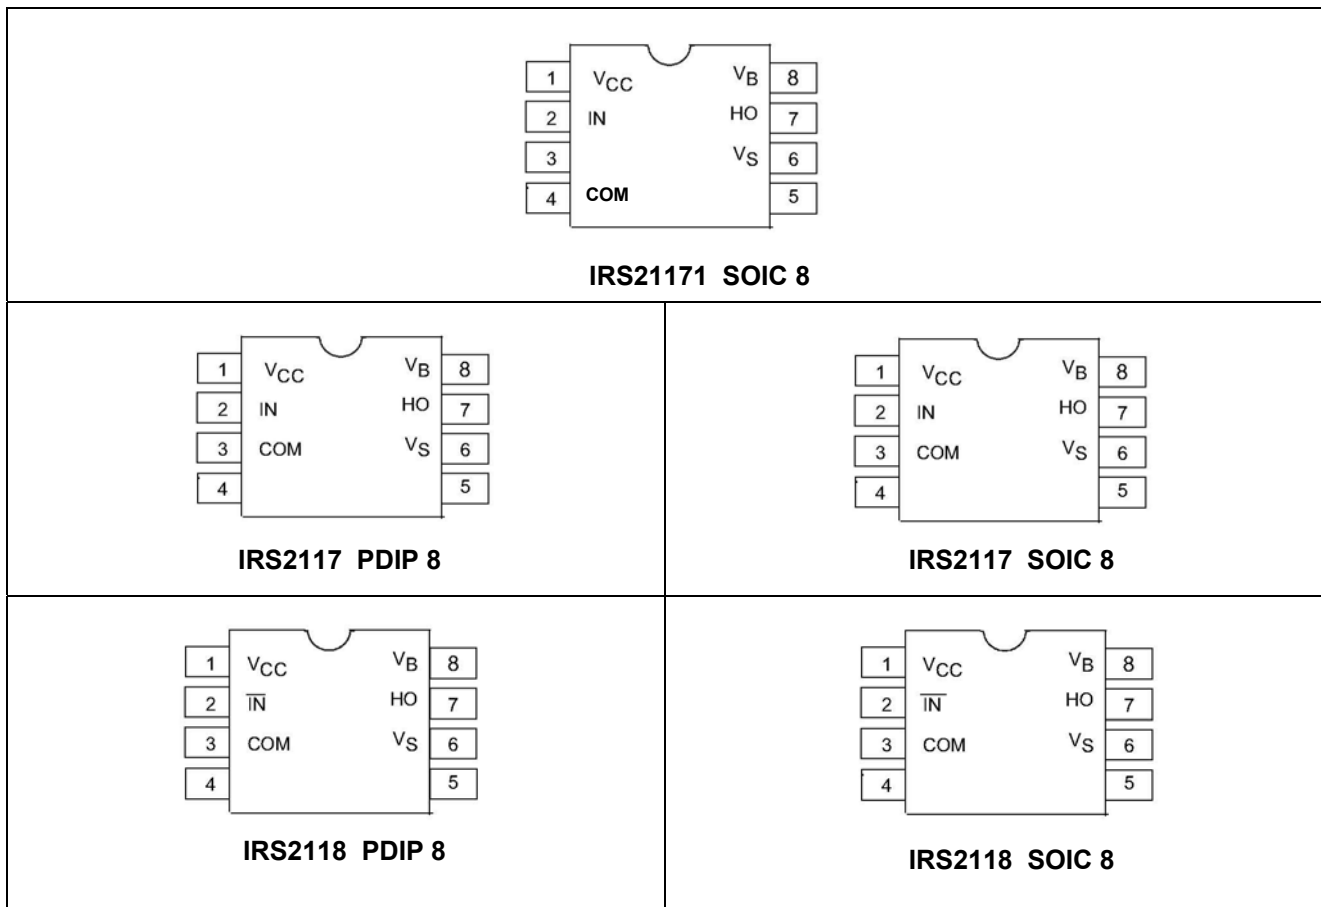 1 VCC VB 8
2 IN HO 7
3 VS 6
4 COM 5
IRS21171 SOIC 8
1 VCC VB 8
2 IN HO 7
3 COM VS 6
4 5
IRS2117 PDIP 8
1 VCC VB 8
2 IN HO 7
3 COM VS 6
4 5
IRS2117 SOIC 8
1 VCC VB 8
2 I̅N̅ HO 7
3 COM VS 6
4 5
IRS2118 PDIP 8
1 VCC VB 8
2 I̅N̅ HO 7
3 COM VS 6
4 5
IRS2118 SOIC 8